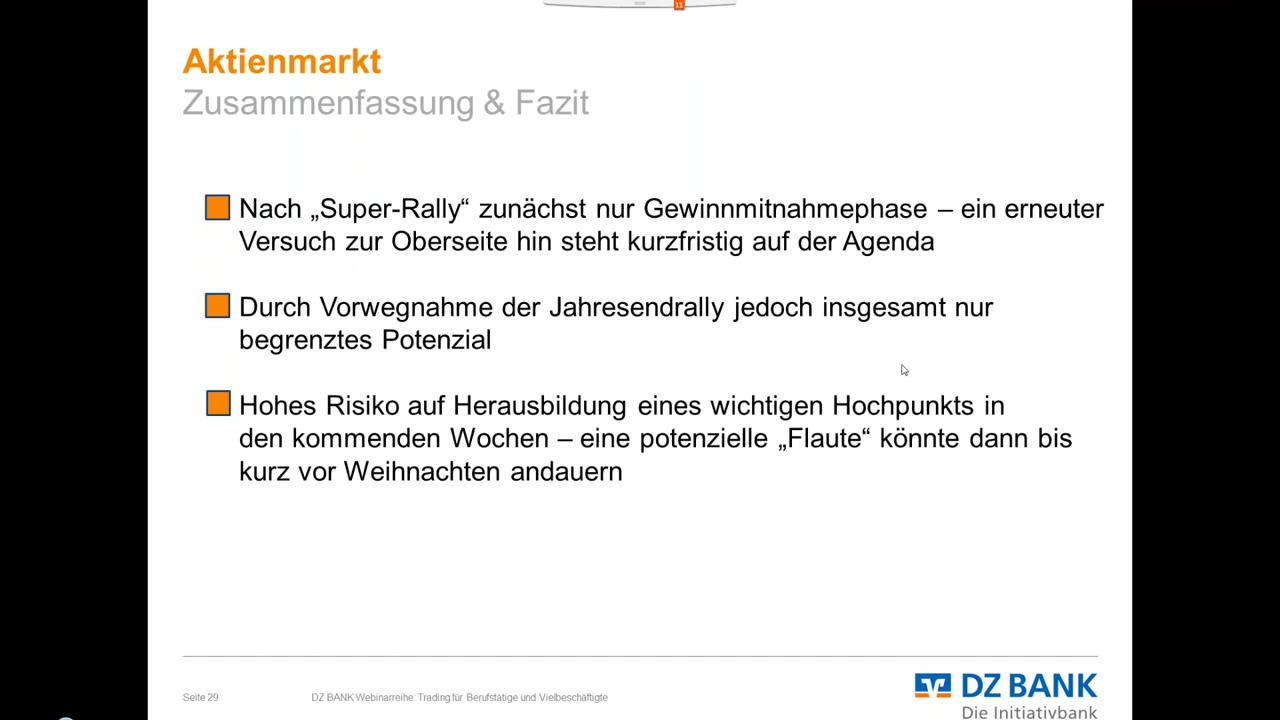 11
Aktienmarkt
Zusammenfassung & Fazit
Nach „Super-Rally“ zunächst nur Gewinnmitnahmephase – ein erneuter
Versuch zur Oberseite hin steht kurzfristig auf der Agenda
Durch Vorwegnahme der Jahresendrally jedoch insgesamt nur
begrenztes Potenzial
Hohes Risiko auf Herausbildung eines wichtigen Hochpunkts in
den kommenden Wochen – eine potenzielle „Flaute“ könnte dann bis
kurz vor Weihnachten andauern
Seite 29
DZ BANK Webinarreihe: Trading für Berufstätige und Vielbeschäftigte
DZ BANK
Die Initiativbank